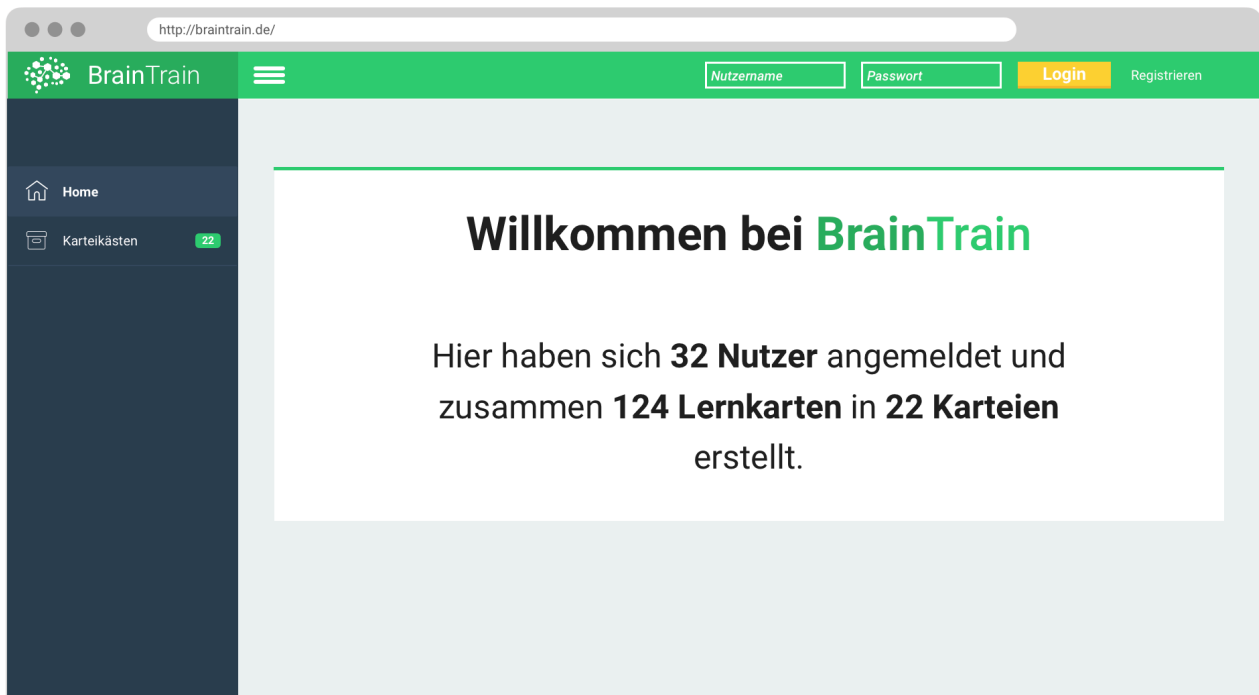 http://braintrain.de/
BrainTrain
Nutzername
Passwort
Login
Registrieren
Home
Karteikästen 22
Willkommen bei BrainTrain
Hier haben sich 32 Nutzer angemeldet und
zusammen 124 Lernkarten in 22 Karteien
erstellt.